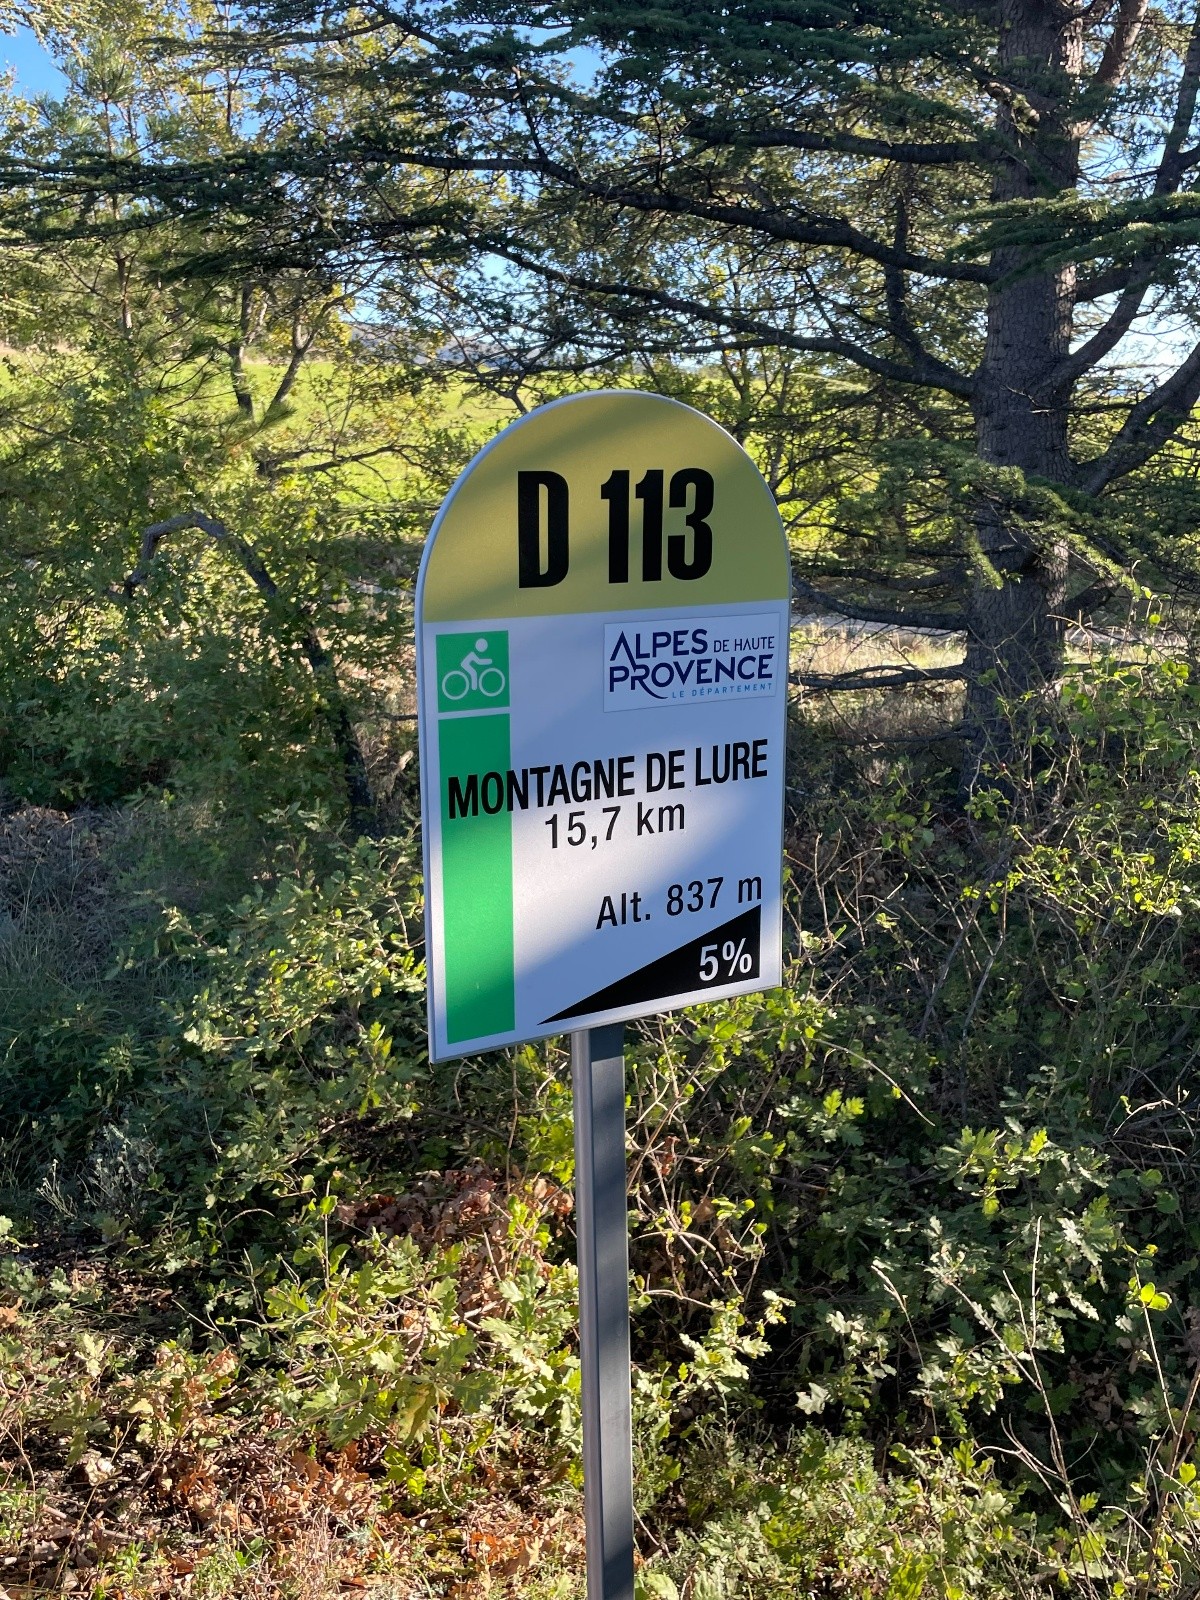 D 113
ALPES DE HAUTE
PROVENCE
LE DÉPARTEMENT
MONTAGNE DE LURE
15,7 km
Alt. 837 m
5%